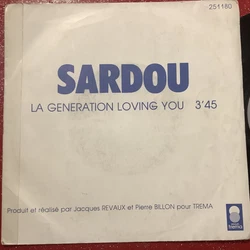 251180
SARDOU
LA GENERATION LOVING YOU 3'45
Produit et réalisé par Jacques REVAUX et Pierre BILLON pour TREMA
trema